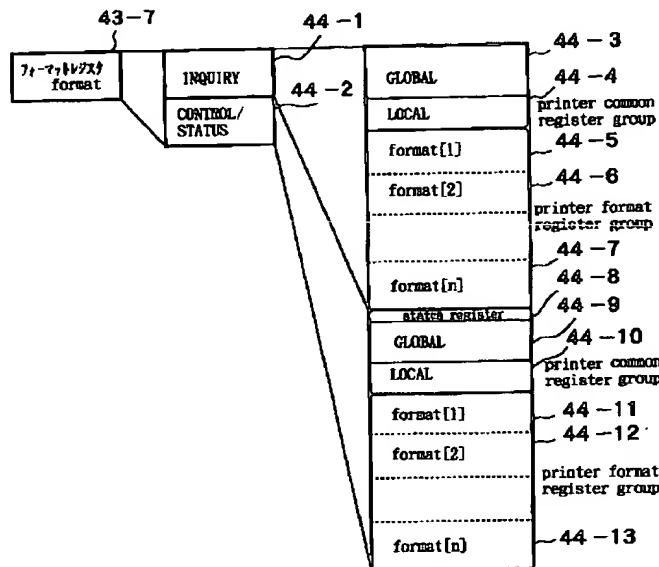 43-7
44-1
44-3
フォーマットレジスタ
format
INQUIRY
44-2
CONTROL/
STATUS
GLOBAL
44-4
LOCAL
printer common
register group
44-5
format[1]
44-6
format[2]
printer format
register group
44-7
format[n]
44-8
44-9
GLOBAL
44-10
LOCAL
printer common
register group
format[1]
44-11
44-12
format[2]
printer format
register group
format[n]
44-13